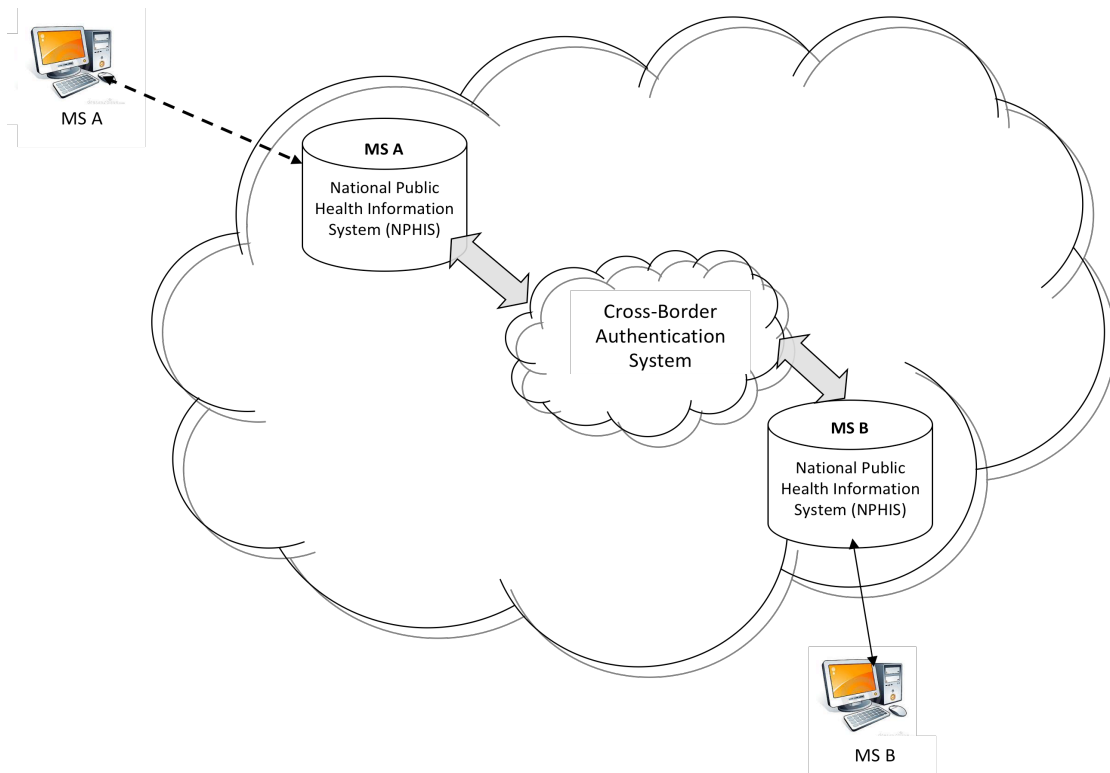 MS A
MS A
National Public
Health Information
System (NPHIS)
Cross-Border
Authentication
System
MS B
National Public
Health Information
System (NPHIS)
MS B